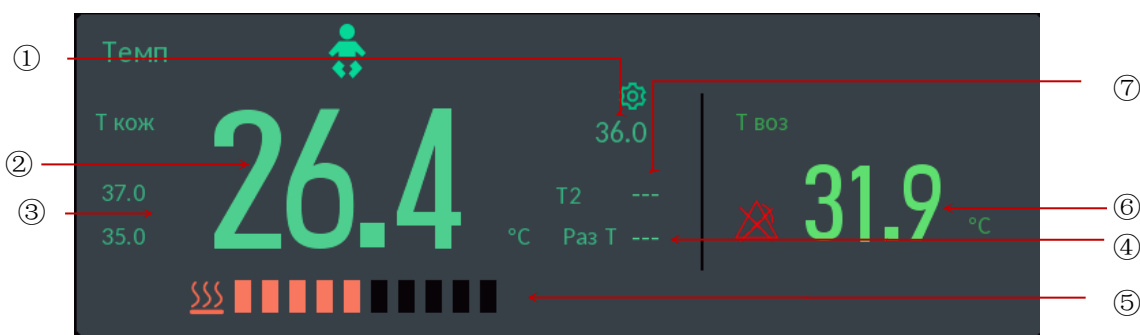 ①
Темп
⑦
36.0
Т кож
26.4
°C
②
37.0
35.0
③
Т2 ---
Раз Т ---
Т воз
31.9
°C
⑥
④
⑤